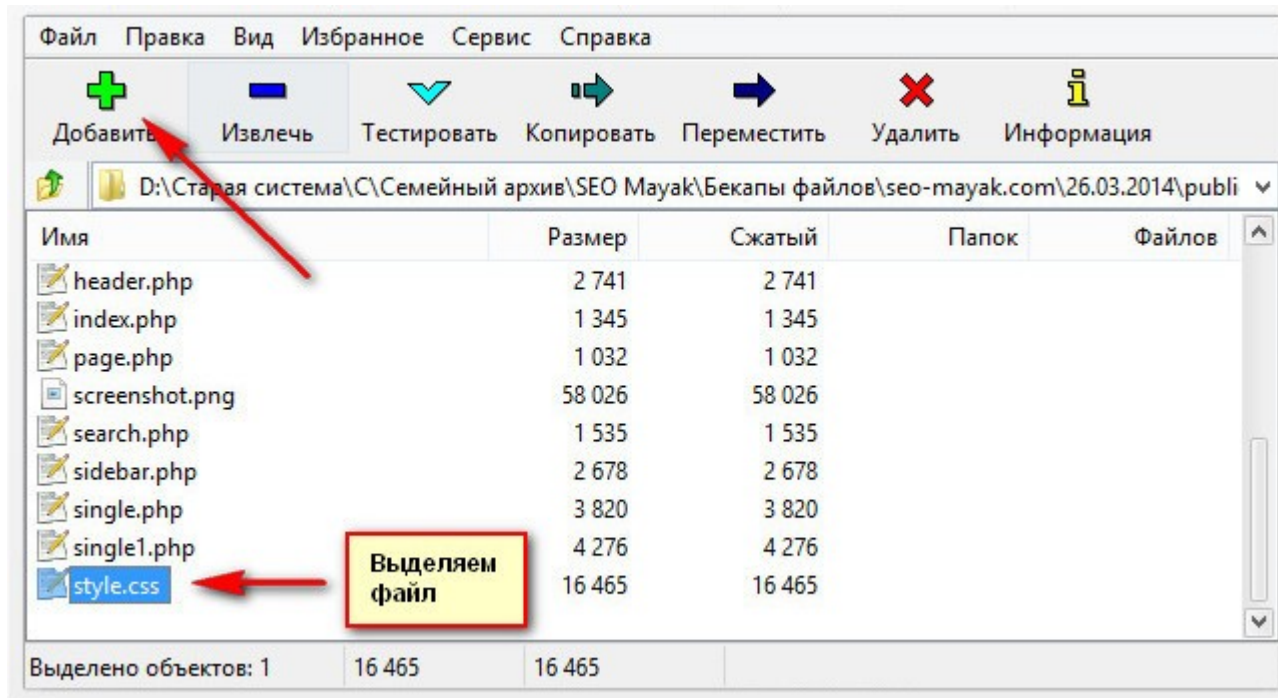 Файл Правка Вид Избранное Сервис Справка
Добавить Извлечь Тестировать Копировать Переместить Удалить Информация
D:\Старая система\C\Семейный архив\SEO Mayak\Бекапы файлов\seo-mayak.com\26.03.2014\publi
Имя Размер Сжатый Папок Файлов
header.php 2 741 2 741
index.php 1 345 1 345
page.php 1 032 1 032
screenshot.png 58 026 58 026
search.php 1 535 1 535
sidebar.php 2 678 2 678
single.php 3 820 3 820
single1.php 4 276 4 276
Выделяем
style.css 16 465 16 465
файл
Выделено объектов: 1 16 465 16 465